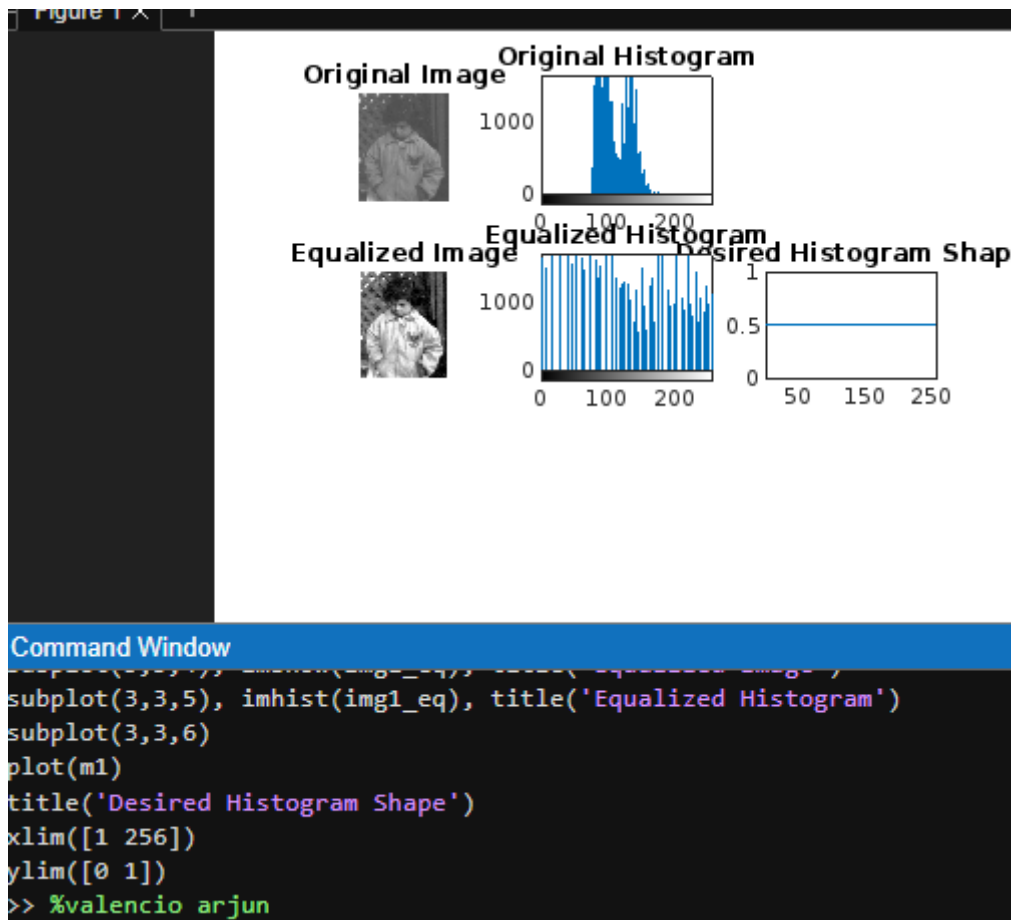 Figure 1
Original Image
Original Histogram
1000
0
0 100 200
Equalized Image
Equalized Histogram
Desired Histogram Shap
1000
0
0 100 200
1
0.5
0
50 150 250
Command Window
subplot(3,3,5), imhist(img1_eq), title('Equalized Histogram')
subplot(3,3,6)
plot(m1)
title('Desired Histogram Shape')
xlim([1 256])
ylim([0 1])
>> %valencio arjun